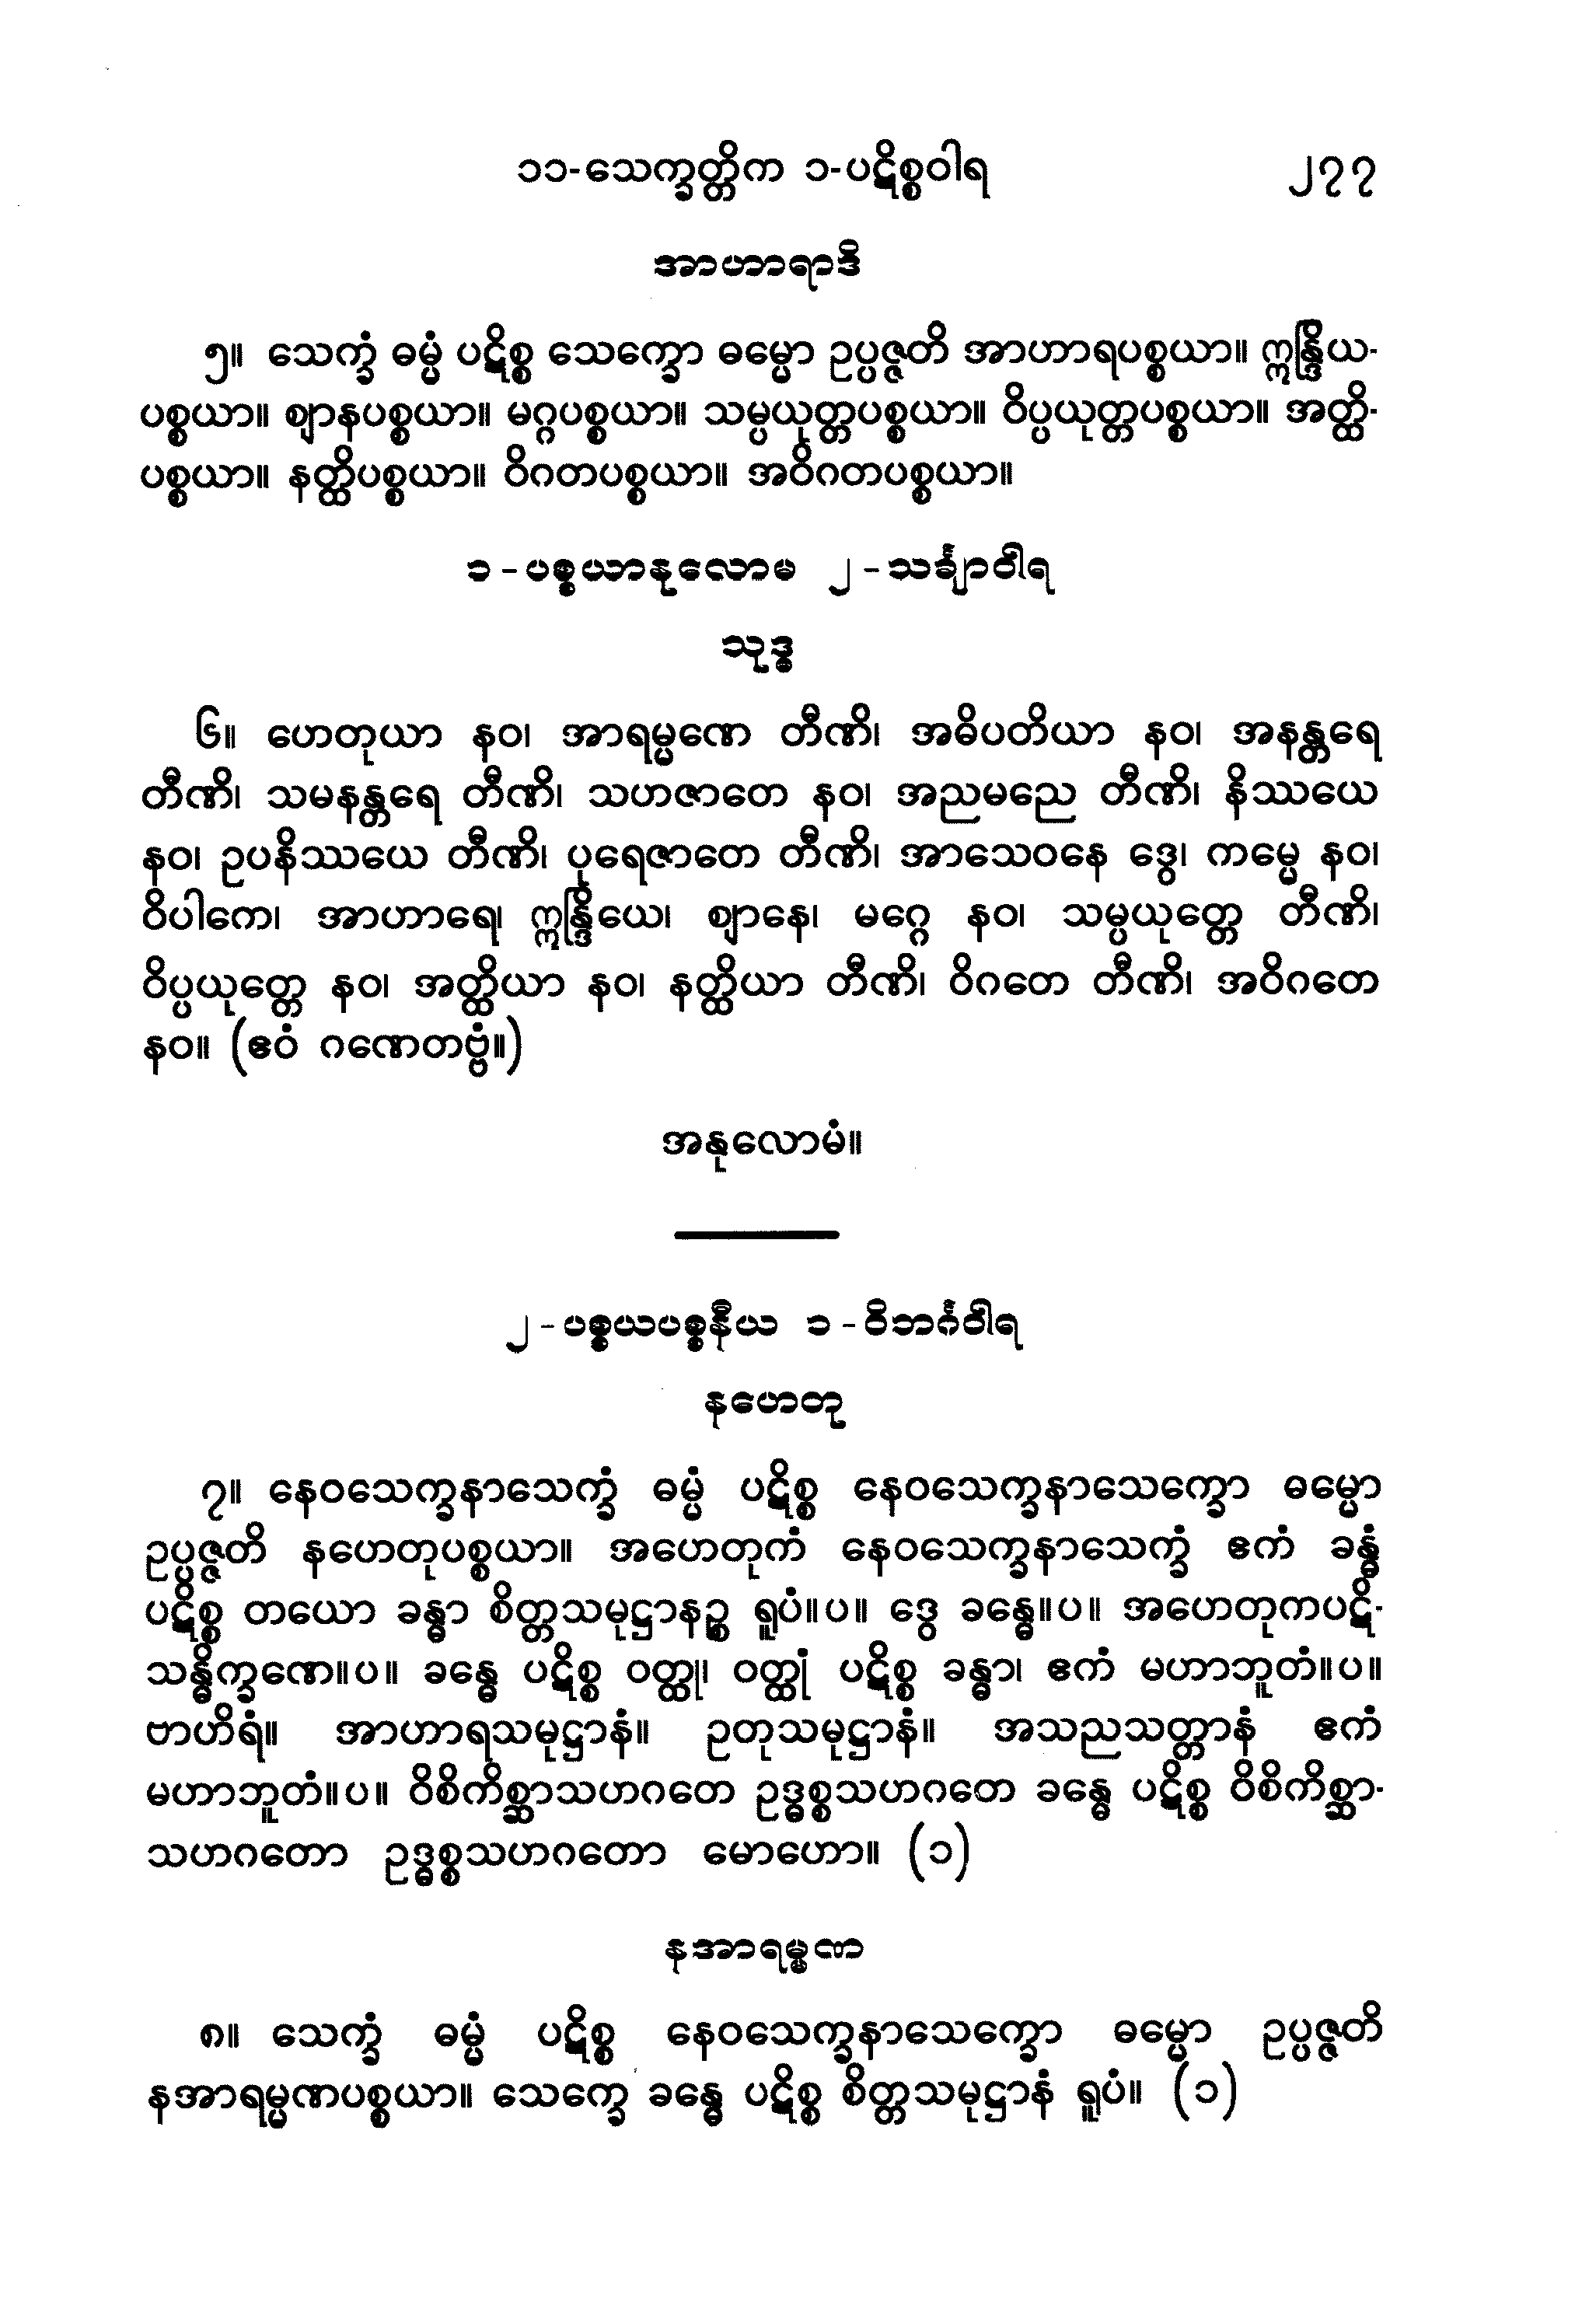 ၁၁-သေက္ခတ္တိက ၁-ပဋိစ္စဝါရ ၂၇၇
အာဟာရာဒိ
၅။ သေက္ခံ ဓမ္မံ ပဋိစ္စ သေက္ခော ဓမ္မော ဥပ္ပဇ္ဇတိ အာဟာရပစ္စယာ။ ဣန္ဒြိယ-
ပစ္စယာ။ ဈာနပစ္စယာ။ မဂ္ဂပစ္စယာ။ သမ္ပယုတ္တပစ္စယာ။ ဝိပ္ပယုတ္တပစ္စယာ။ အတ္ထိ-
ပစ္စယာ။ နတ္ထိပစ္စယာ။ ဝိဂတပစ္စယာ။ အဝိဂတပစ္စယာ။
၁-ပစ္စယာနုလောမ ၂-သင်္ချာဝါရ
သုဒ္ဓ
၆။ ဟေတုယာ နဝ၊ အာရမ္မဏေ တီဏိ၊ အဓိပတိယာ နဝ၊ အနန္တရေ
တီဏိ၊ သမနန္တရေ တီဏိ၊ သဟဇာတေ နဝ၊ အညမညေ တီဏိ၊ နိဿယေ
နဝ၊ ဥပနိဿယေ တီဏိ၊ ပုရေဇာတေ တီဏိ၊ အာသေဝနေ ဒွေ၊ ကမ္မေ နဝ၊
ဝိပါကေ၊ အာဟာရေ၊ ဣန္ဒြိယေ၊ ဈာနေ၊ မဂ္ဂေ နဝ၊ သမ္ပယုတ္တေ တီဏိ၊
ဝိပ္ပယုတ္တေ နဝ၊ အတ္ထိယာ နဝ၊ နတ္ထိယာ တီဏိ၊ ဝိဂတေ တီဏိ၊ အဝိဂတေ
နဝ။ (ဧဝံ ဂဏေတဗ္ဗံ။)
အနုလောမံ။
၂-ပစ္စယပစ္စနီယ ၁-ဝိဘင်္ဂဝါရ
နဟေတု
၇။ နေဝသေက္ခနာသေက္ခံ ဓမ္မံ ပဋိစ္စ နေဝသေက္ခနာသေက္ခော ဓမ္မော
ဥပ္ပဇ္ဇတိ နဟေတုပစ္စယာ။ အဟေတုကံ နေဝသေက္ခနာသေက္ခံ ဧကံ ခန္ဓံ
ပဋိစ္စ တယော ခန္ဓာ စိတ္တသမုဋ္ဌာနဉ္စ ရူပံ။ပ။ ဒွေ ခန္ဓေ။ပ။ အဟေတုကပဋိ-
သန္ဓိက္ခဏေ။ပ။ ခန္ဓေ ပဋိစ္စ ဝတ္ထု၊ ဝတ္ထုံ ပဋိစ္စ ခန္ဓာ၊ ဧကံ မဟာဘူတံ။ပ။
ဗာဟိရံ။ အာဟာရသမုဋ္ဌာနံ။ ဥတုသမုဋ္ဌာနံ။ အသညသတ္တာနံ ဧကံ
မဟာဘူတံ။ပ။ ဝိစိကိစ္ဆာသဟဂတေ ဥဒ္ဓစ္စသဟဂတေ ခန္ဓေ ပဋိစ္စ ဝိစိကိစ္ဆာ-
သဟဂတော ဥဒ္ဓစ္စသဟဂတော မောဟော။ (၁)
နအာရမ္မဏ
၈။ သေက္ခံ ဓမ္မံ ပဋိစ္စ နေဝသေက္ခနာသေက္ခော ဓမ္မော ဥပ္ပဇ္ဇတိ
နအာရမ္မဏပစ္စယာ။ သေက္ခေ ခန္ဓေ ပဋိစ္စ စိတ္တသမုဋ္ဌာနံ ရူပံ။ (၁)